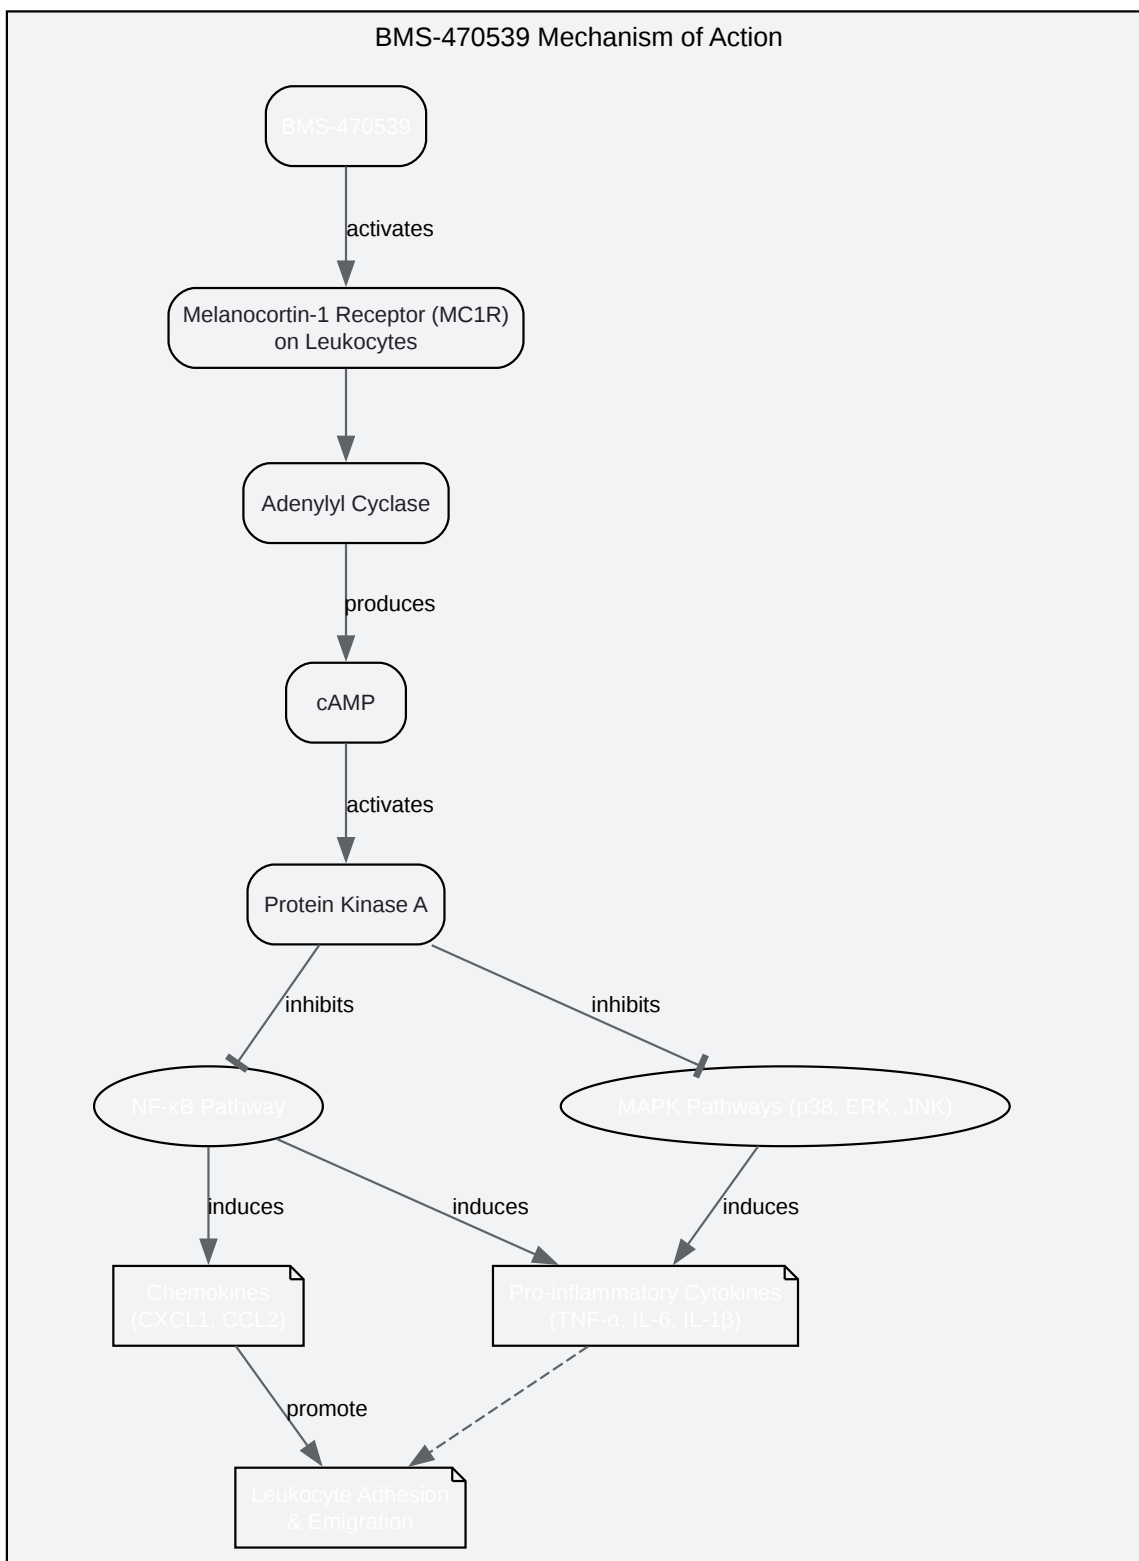 BMS-470539 Mechanism of Action
BMS-470539
activates
Melanocortin-1 Receptor (MC1R)
on Leukocytes
Adenylyl Cyclase
produces
cAMP
activates
Protein Kinase A
inhibits
inhibits
NF-κB Pathway
MAPK Pathways (p38, ERK, JNK)
induces
induces
induces
Chemokines
(CXCL1, CCL2)
Pro-inflammatory Cytokines
(TNF-α, IL-6, IL-1β)
promote
Leukocyte Adhesion
& Emigration